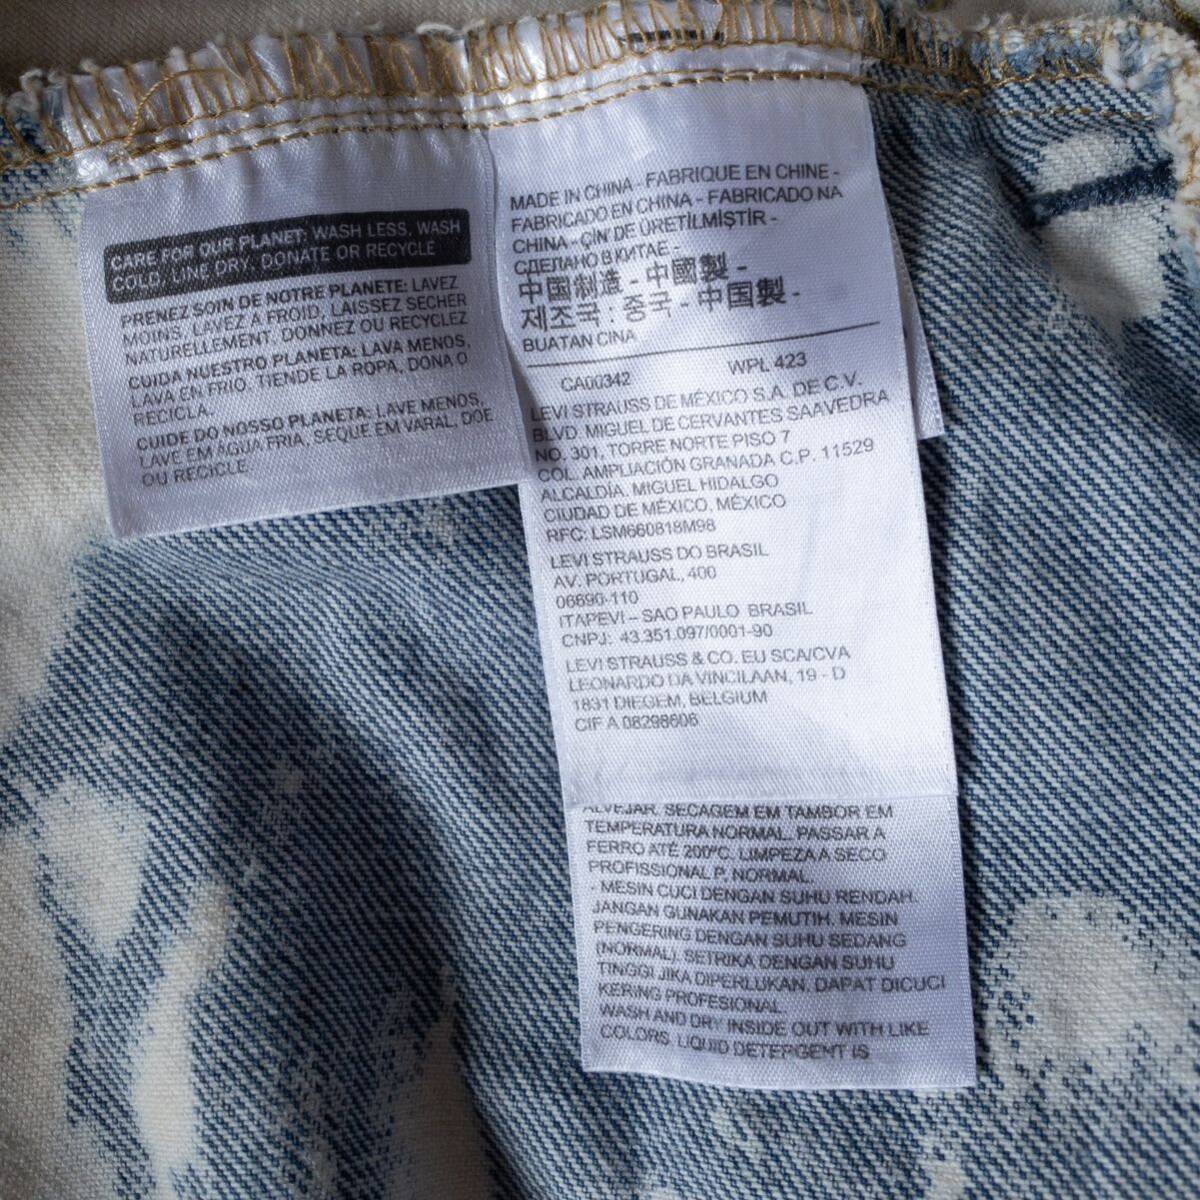 CARE FOR OUR PLANET: WASH LESS, WASH
COLD, LINE DRY, DONATE OR RECYCLE
PRENEZ SOIN DE NOTRE PLANETE: LAVEZ
MOINS, LAVEZ À FROID, LAISSEZ SECHER
NATURELLEMENT, DONNEZ OU RECYCLEZ
CUIDA NUESTRO PLANETA: LAVA MENOS,
LAVA EN FRIO, TIENDE LA ROPA, DONA O
RECICLA.
CUIDE DO NOSSO PLANETA: LAVE MENOS,
LAVE EM ÁGUA FRIA, SEQUE EM VARAL, DOE
OU RECICLE.
MADE IN CHINA - FABRIQUE EN CHINE -
FABRICADO EN CHINA - FABRICADO NA
CHINA - ÇIN' DE ÜRETILMIŞTIR -
СДЕЛАНО В КИТАЕ -
中国制造 - 中國製 -
제조국 : 중국 - 中国製 -
BUATAN CINA
CA00342 WPL 423
LEVI STRAUSS DE MÉXICO S.A. DE C.V.
BLVD. MIGUEL DE CERVANTES SAAVEDRA
NO. 301, TORRE NORTE PISO 7
COL. AMPLIACIÓN GRANADA C.P. 11529
ALCALDÍA. MIGUEL HIDALGO
CIUDAD DE MÉXICO, MÉXICO
RFC: LSM660818M98
LEVI STRAUSS DO BRASIL
AV. PORTUGAL, 400
06690-110
ITAPEVI – SAO PAULO BRASIL
CNPJ: 43.351.097/0001-90
LEVI STRAUSS & CO. EU SCA/CVA
LEONARDO DA VINCILAAN, 19 - D
1831 DIEGEM, BELGIUM
CIF A 08298606
ALVEJAR. SECAGEM EM TAMBOR EM
TEMPERATURA NORMAL. PASSAR A
FERRO ATÉ 200°C. LIMPEZA A SECO
PROFISSIONAL P, NORMAL.
- MESIN CUCI DENGAN SUHU RENDAH.
JANGAN GUNAKAN PEMUTIH. MESIN
PENGERING DENGAN SUHU SEDANG
(NORMAL). SETRIKA DENGAN SUHU
TINGGI JIKA DIPERLUKAN. DAPAT DICUCI
KERING PROFESIONAL.
WASH AND DRY INSIDE OUT WITH LIKE
COLORS. LIQUID DETERGENT IS